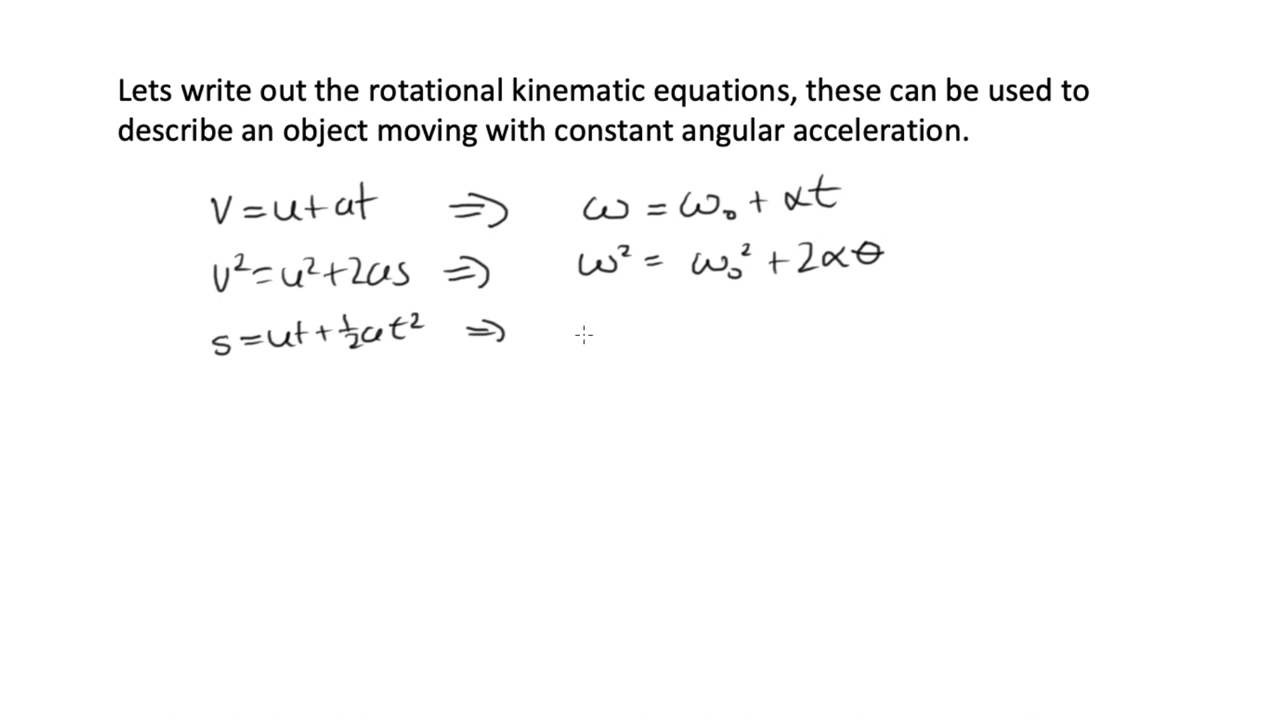 Lets write out the rotational kinematic equations, these can be used to
describe an object moving with constant angular acceleration.
v = u + at ⇒ ω = ω₀ + αt
v² = u² + 2as ⇒ ω² = ω₀² + 2αθ
s = ut + ½at² ⇒